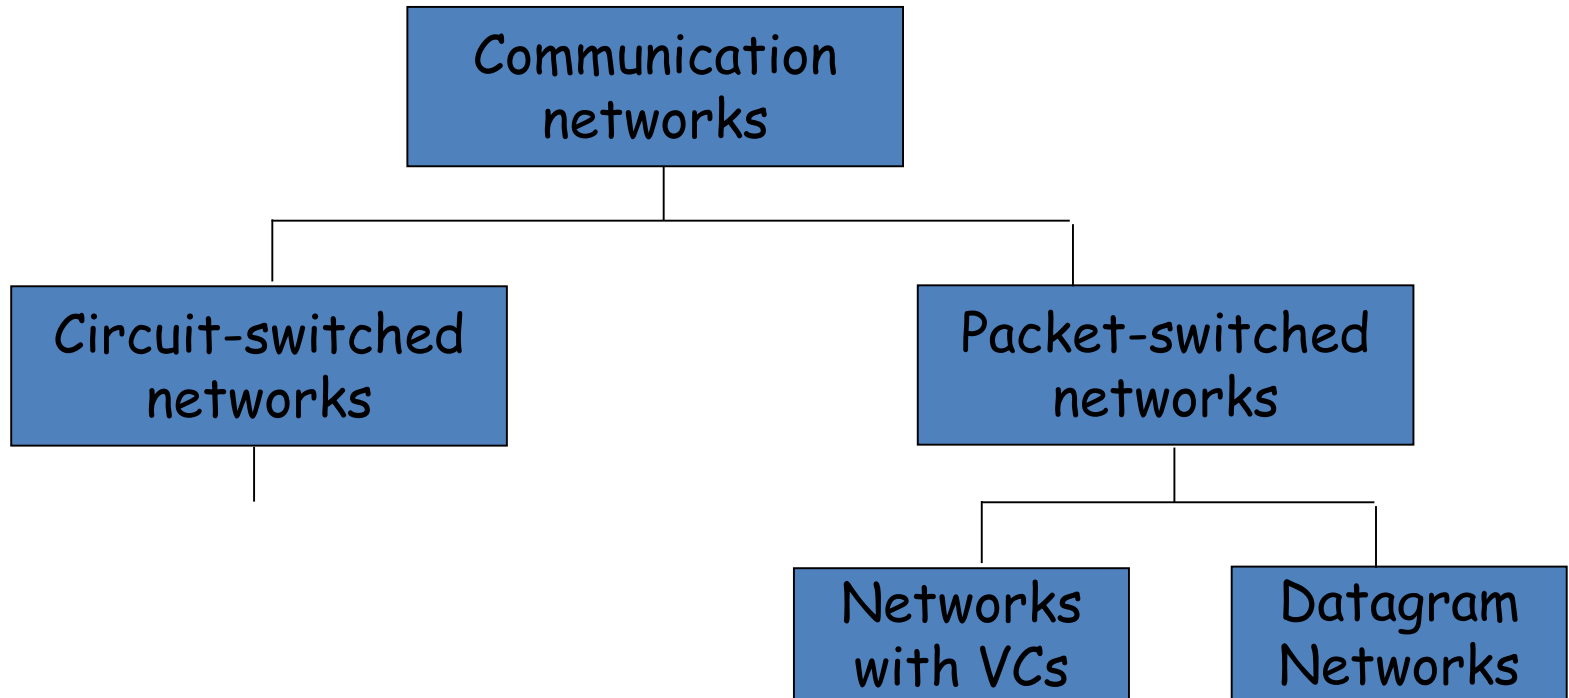 Communication
networks
Circuit-switched
networks
Packet-switched
networks
Networks
with VCs
Datagram
Networks